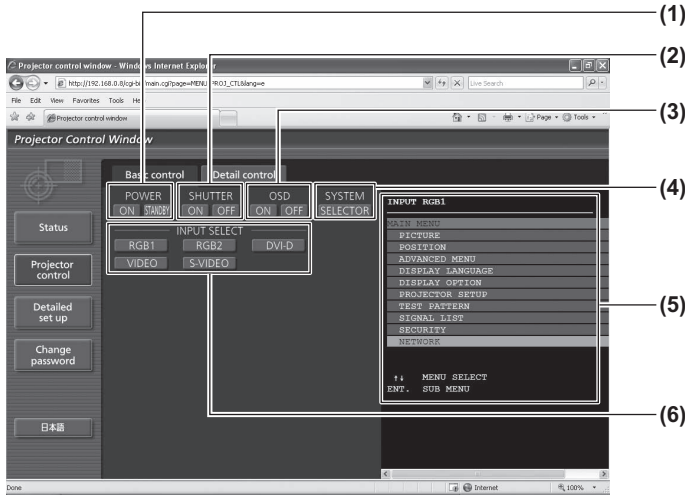 (1)
(2)
Projector control window - Windows Internet Explorer
http://192.168.0.8/cgi-bin/main.cgi?page=MENU_PROJ_CTL&lang=e
Live Search
File Edit View Favorites Tools
(3)
Projector control window
Page Tools
Projector Control Window
Basic control Detail control
(4)
POWER SHUTTER OSD SYSTEM
ON STANDBY ON OFF ON OFF SELECTOR
INPUT SELECT
RGB1 RGB2 DVI-D
VIDEO S-VIDEO
Status
Projector
control
Detailed
set up
Change
password
日本語
INPUT RGB1
MAIN MENU
PICTURE
POSITION
ADVANCED MENU
DISPLAY LANGUAGE
DISPLAY OPTION
PROJECTOR SETUP
TEST PATTERN
SIGNAL LIST
SECURITY
NETWORK
↑↓ MENU SELECT
ENT. SUB MENU
(5)
(6)
Done
Internet
100%